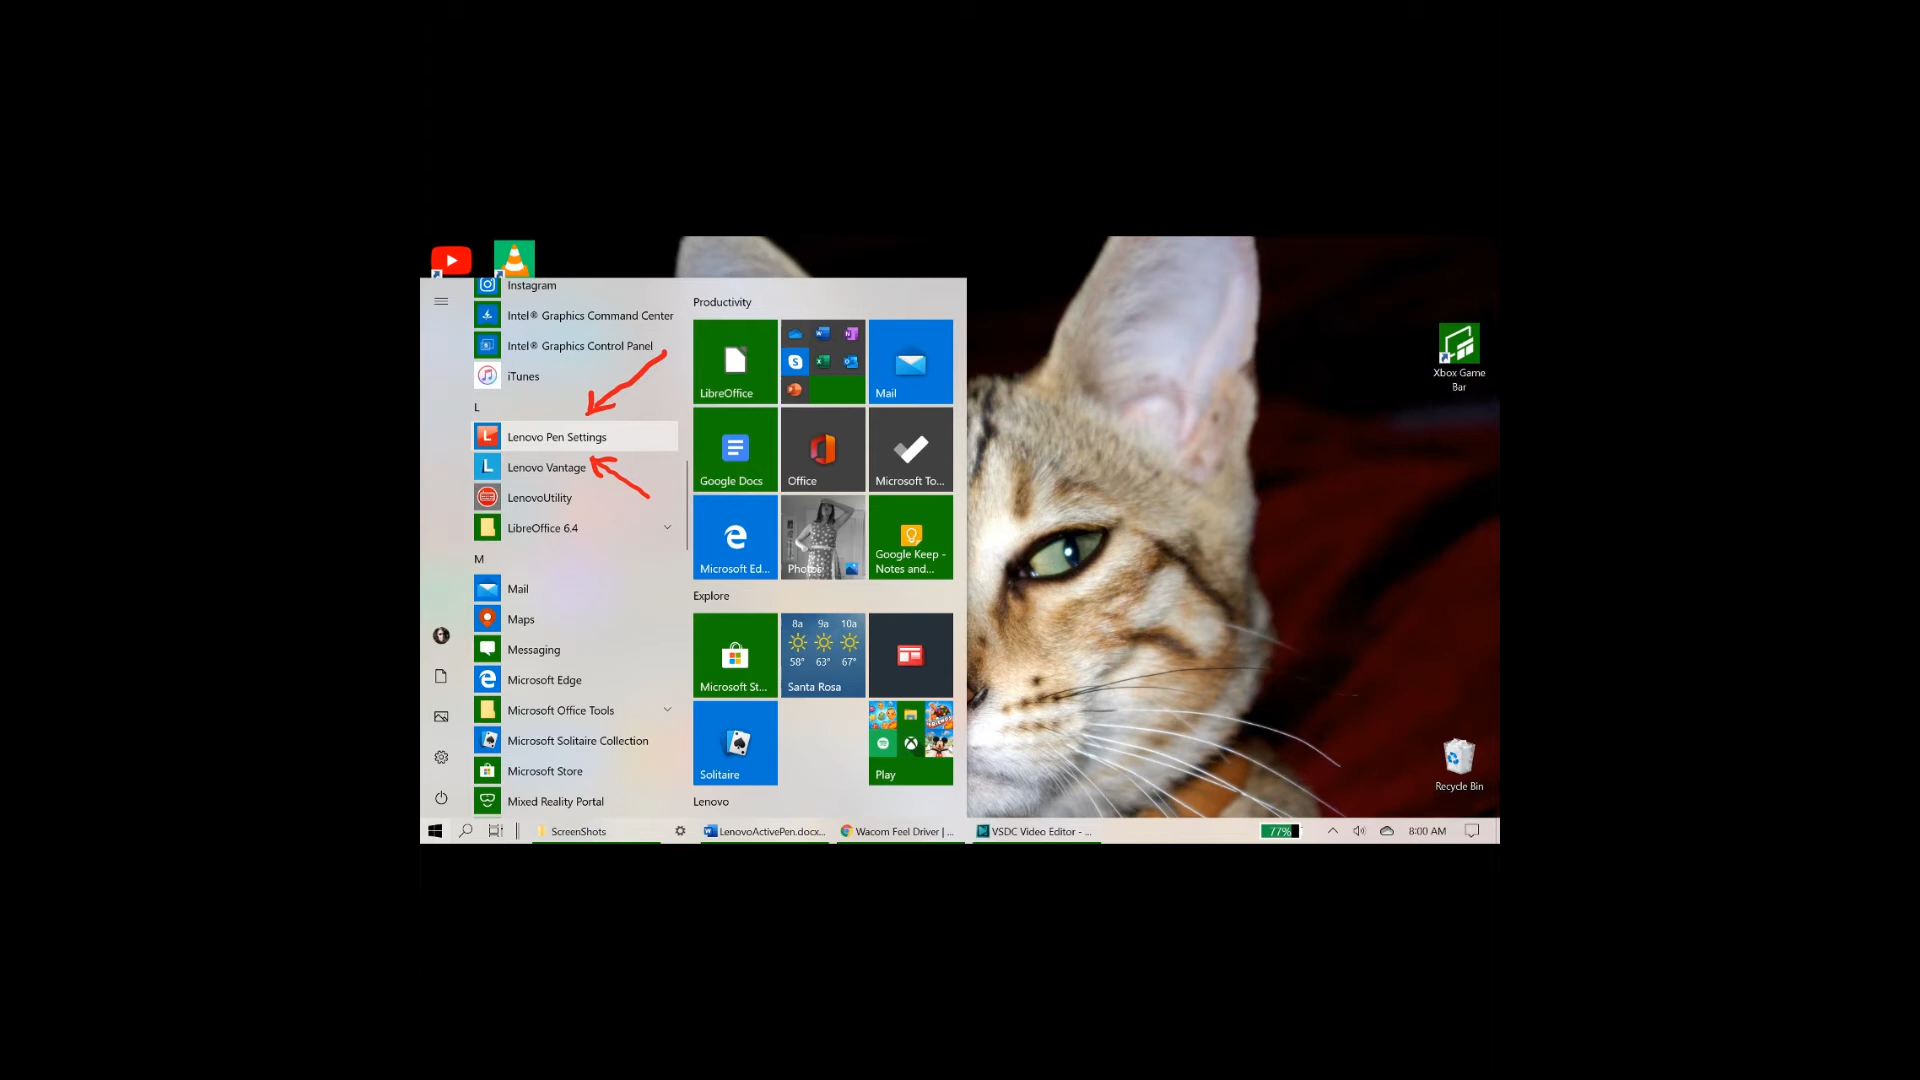 Instagram
Intel® Graphics Command Center
Intel® Graphics Control Panel
iTunes
L
Lenovo Pen Settings
Lenovo Vantage
LenovoUtility
LibreOffice 6.4
M
Mail
Maps
Messaging
Microsoft Edge
Microsoft Office Tools
Microsoft Solitaire Collection
Microsoft Store
Mixed Reality Portal
Productivity
LibreOffice
Mail
Google Docs
Office
Microsoft To...
Microsoft Ed...
Photos
Google Keep -
Notes and...
Explore
Microsoft St...
8a 9a 10a
58° 63° 67°
Santa Rosa
Solitaire
Play
Lenovo
Xbox Game
Bar
Recycle Bin
ScreenShots
LenovoActivePen.docx...
Wacom Feel Driver | ...
VSDC Video Editor - ...
77%
8:00 AM